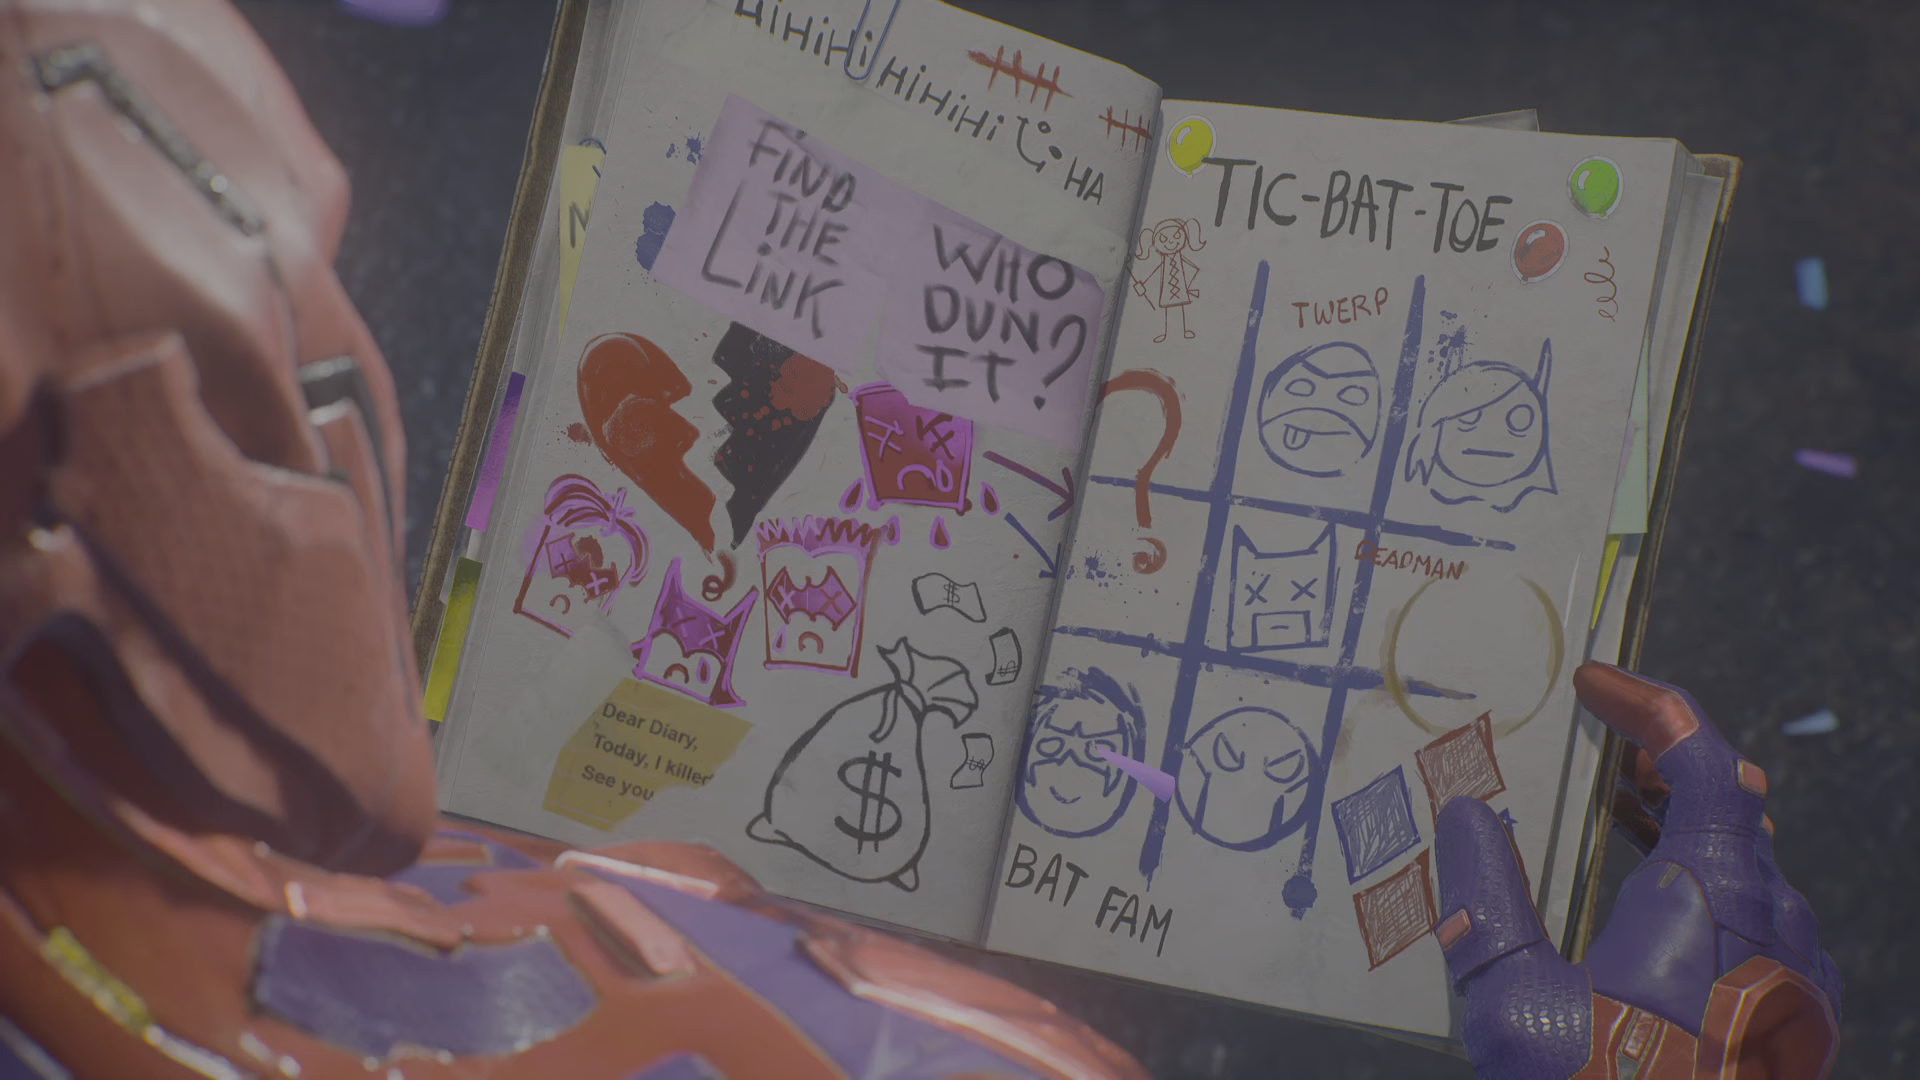 HiHiHiHi HiHiHiHi HA
FiND
THE
LiNK
WHO
DUN
IT?
Dear Diary,
Today, I killed
See you
$
$
$
$
TIC-BAT-TOE
TWERP
?
DEADMAN
BAT FAM